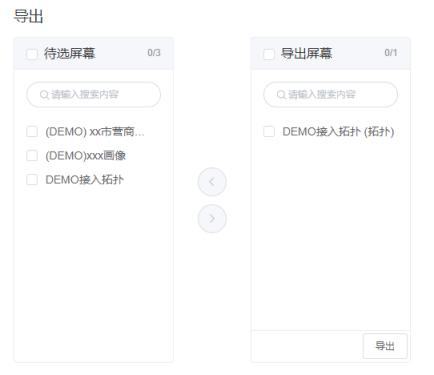 导出
待选屏幕 0/3
请输入搜索内容
(DEMO) xx市营商...
(DEMO)xxx画像
DEMO接入拓扑
导出屏幕 0/1
请输入搜索内容
DEMO接入拓扑 (拓扑)
导出